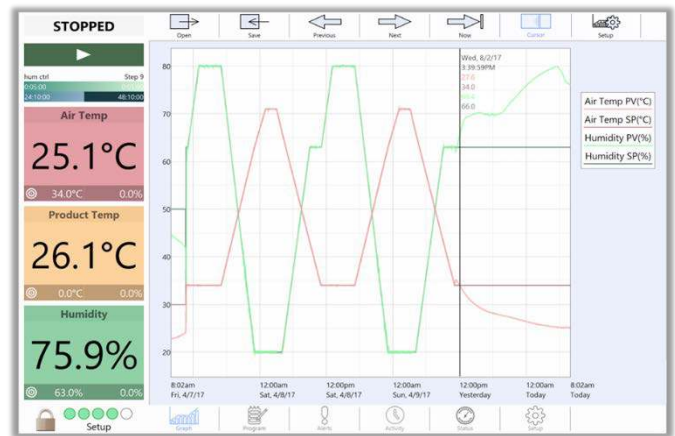 STOPPED
Open
Save
Previous
Next
Now
Cursor
Setup
hum ctrl
Step 9
0:05:00
24:10:00
48:10:00
Air Temp
25.1°C
34.0°C
0.0%
Product Temp
26.1°C
0.0°C
0.0%
Humidity
75.9%
63.0%
0.0%
Setup
80
70
60
50
40
30
20
Wed, 8/2/17
3:39:59PM
34.0
66.0
Air Temp PV(°C)
Air Temp SP(°C)
Humidity PV(%)
Humidity SP(%)
8:02am
12:00am
12:00pm
12:00am
12:00pm
12:00am
8:02am
Fri, 4/7/17
Sat, 4/8/17
Sat, 4/8/17
Sun, 4/9/17
Yesterday
Today
Today
Graph
Program
Alerts
Activity
Status
Setup